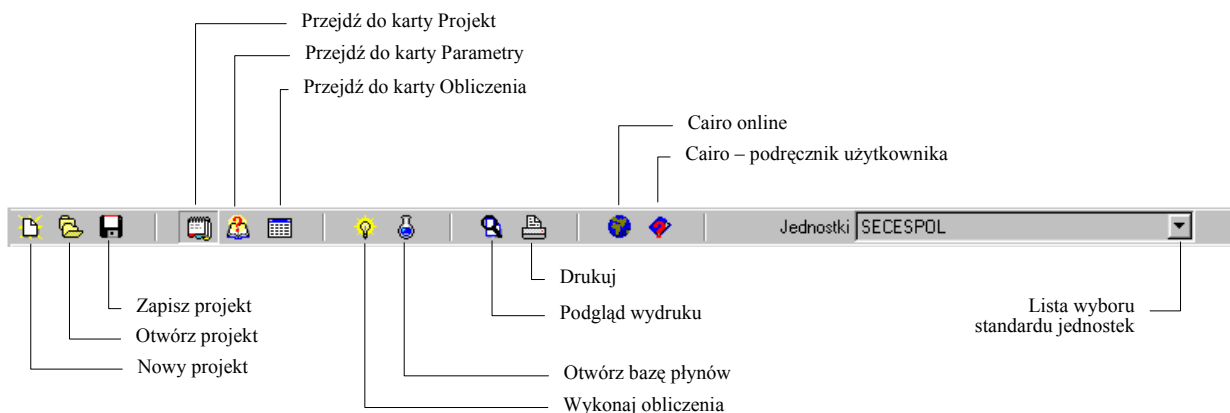 Przejdź do karty Projekt
Przejdź do karty Parametry
Przejdź do karty Obliczenia
Cairo online
Cairo – podręcznik użytkownika
Jednostki SECESPOL
Zapisz projekt
Otwórz projekt
Nowy projekt
Drukuj
Podgląd wydruku
Otwórz bazę płynów
Wykonaj obliczenia
Lista wyboru
standardu jednostek